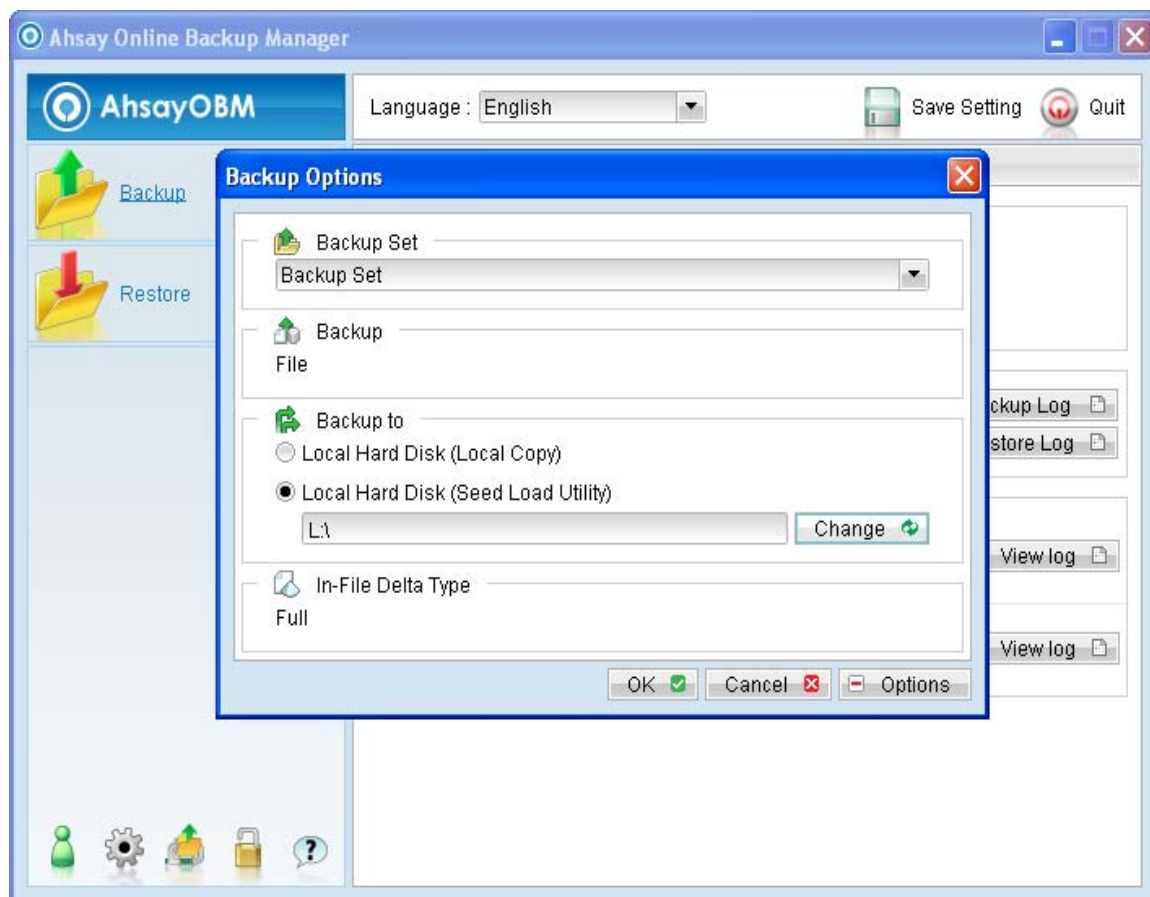 Ahsay Online Backup Manager
AhsayOBM
Language : English
Save Setting
Quit
Backup
Restore
Backup Options
Backup Set
Backup Set
Backup
File
Backup to
Local Hard Disk (Local Copy)
Local Hard Disk (Seed Load Utility)
L:\
Change
In-File Delta Type
Full
OK
Cancel
Options
ckup Log
store Log
View log
View log